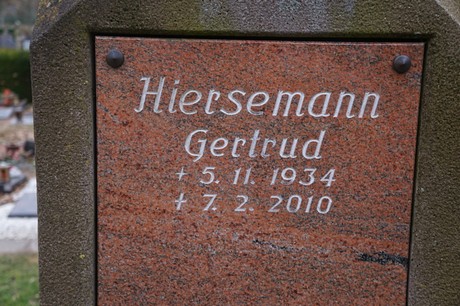 Hiersemann
Gertrud
+ 5. 11. 1934
+ 7. 2. 2010